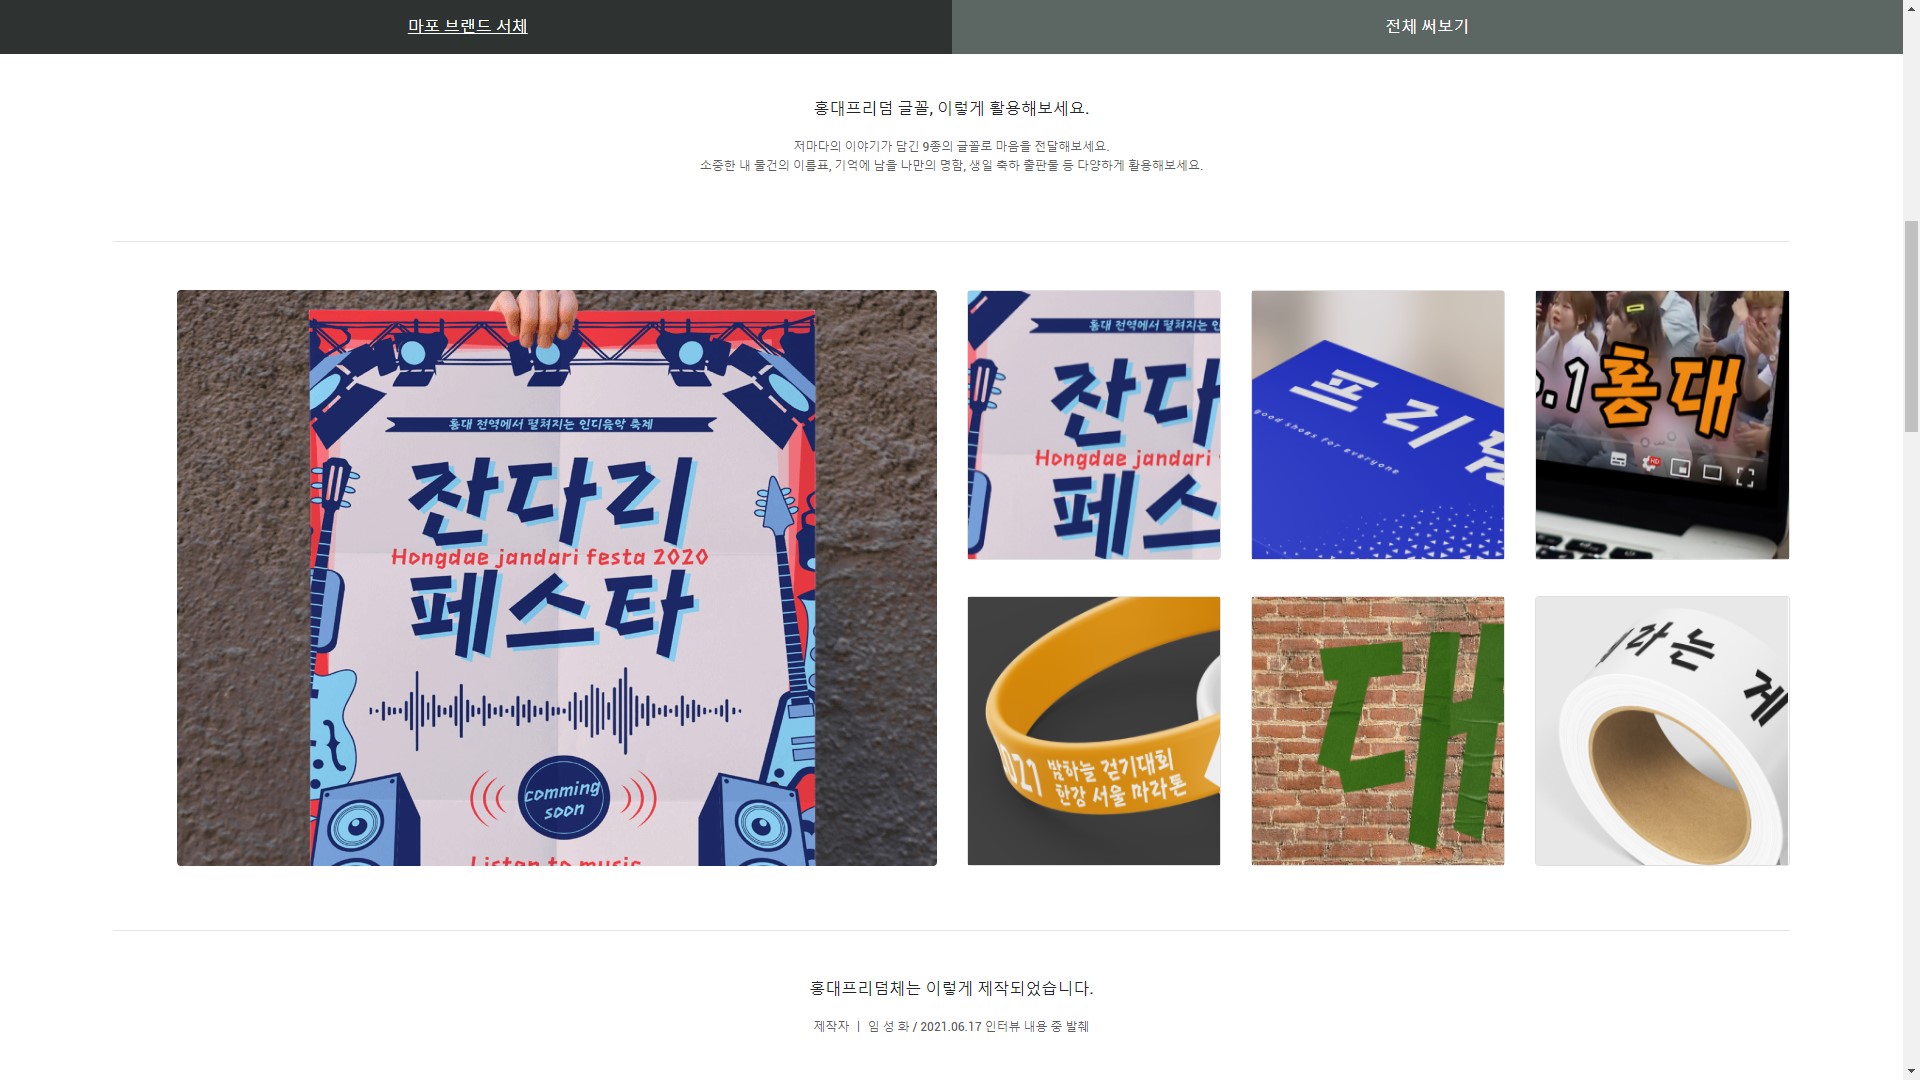 마포 브랜드 서체
전체 써보기
홍대프리덤 글꼴, 이렇게 활용해보세요.
저마다의 이야기가 담긴 9종의 글꼴로 마음을 전달해보세요.
소중한 내 물건의 이름표, 기억에 남을 나만의 명함, 생일 축하 출판물 등 다양하게 활용해보세요.
홍대 전역에서 펼쳐지는 인디음악 축제
잔다리
Hongdae jandari festa 2020
페스타
comming
soon
Listen to music
홍대 전역에서 펼쳐지는 인
잔다
Hongdae jandari
페스
프리
good shoes for everyone
.1홍대
HD
021 밤하늘 걷기대회
한강 서울 마라톤
대
라는 게
홍대프리덤체는 이렇게 제작되었습니다.
제작자 ㅣ 임 성 화 / 2021.06.17 인터뷰 내용 중 발췌